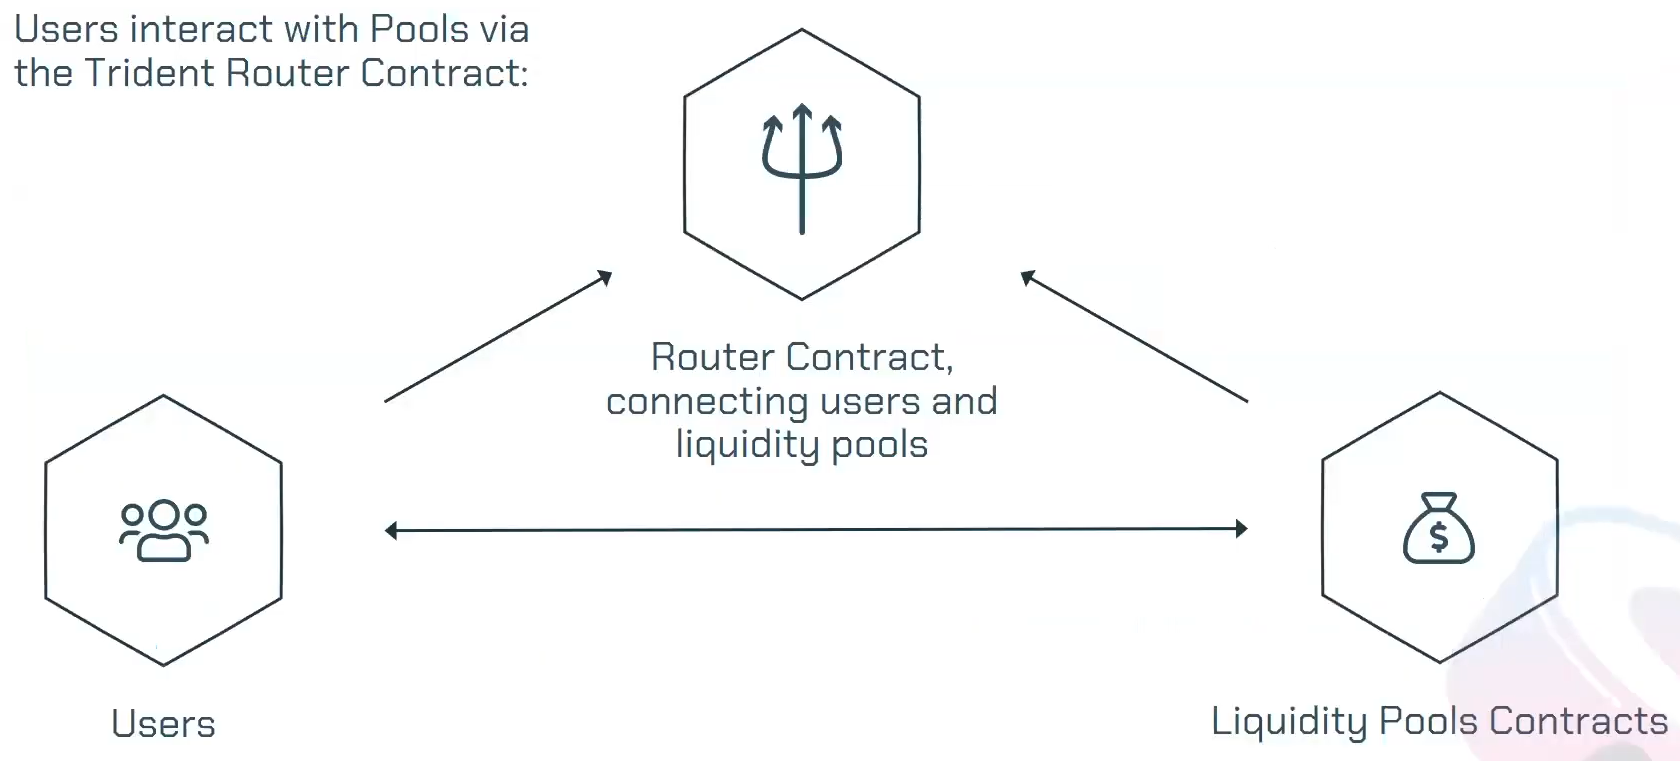 Users interact with Pools via
the Trident Router Contract:
Router Contract,
connecting users and
liquidity pools
$
Users
Liquidity Pools Contracts